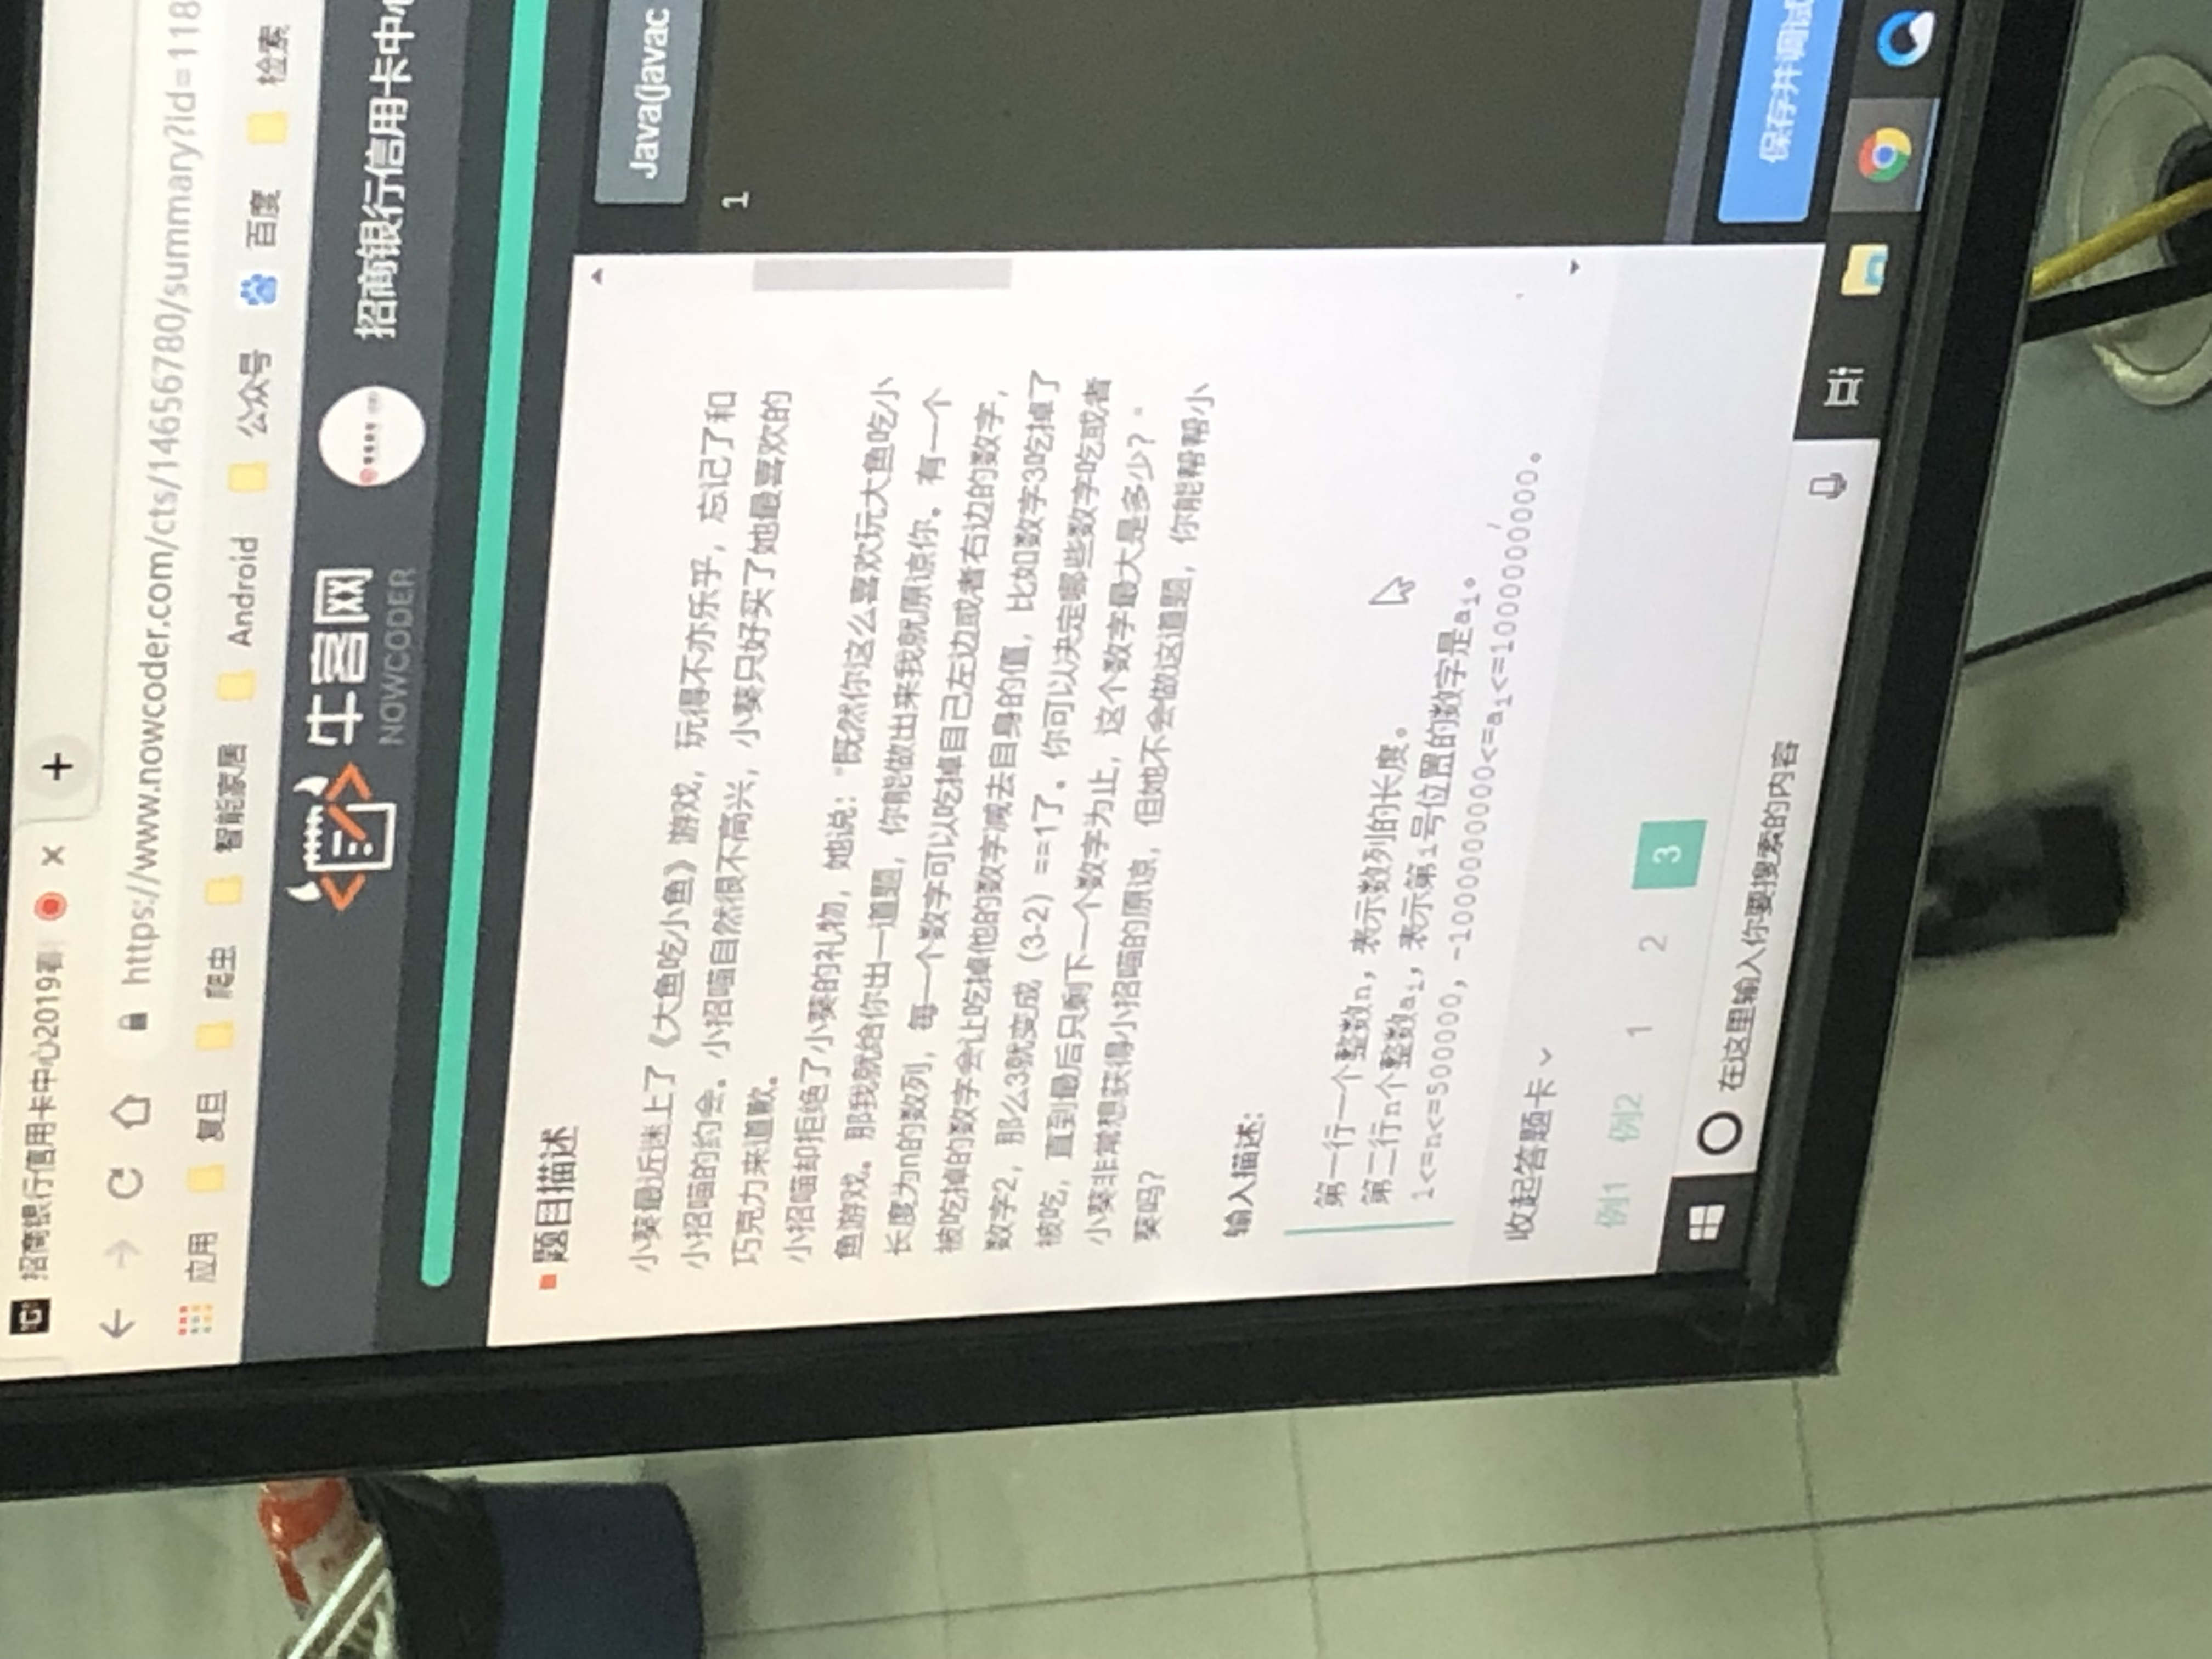 招商银行信用卡中心2019春
https://www.nowcoder.com/cts/14656780/summary?id=118
应用 复旦 爬虫 智能家居 Android 公众号 百度 检索
牛客网
NOWCODER
招商银行信用卡中心
题目描述
Java(javac
1
小葵最近迷上了《大鱼吃小鱼》游戏，玩得不亦乐乎，忘记了和
小招喵的约会。小招喵自然很不高兴，小葵只好买了她最喜欢的
巧克力来道歉。
小招喵却拒绝了小葵的礼物，她说："既然你这么喜欢玩大鱼吃小
鱼游戏。那我就给你出一道题，你能做出来我就原谅你。有一个
长度为n的数列，每一个数字可以吃掉自己左边或者右边的数字，
被吃掉的数字会让吃掉他的数字减去自身的值，比如数字3吃掉了
数字2，那么3就变成（3-2）==1了。你可以决定哪些数字吃或者
被吃，直到最后只剩下一个数字为止，这个数字最大是多少？"
小葵非常想获得小招喵的原谅，但她不会做这道题，你能帮帮小
葵吗？
输入描述:
第一行一个整数n，表示数列的长度。
第二行n个整数ai，表示第i号位置的数字是ai。
1<=n<=500000，-1000000000<=ai<=1000000000。
收起答题卡
例1 例2 1 2 3
保存并调试
在这里输入你要搜索的内容